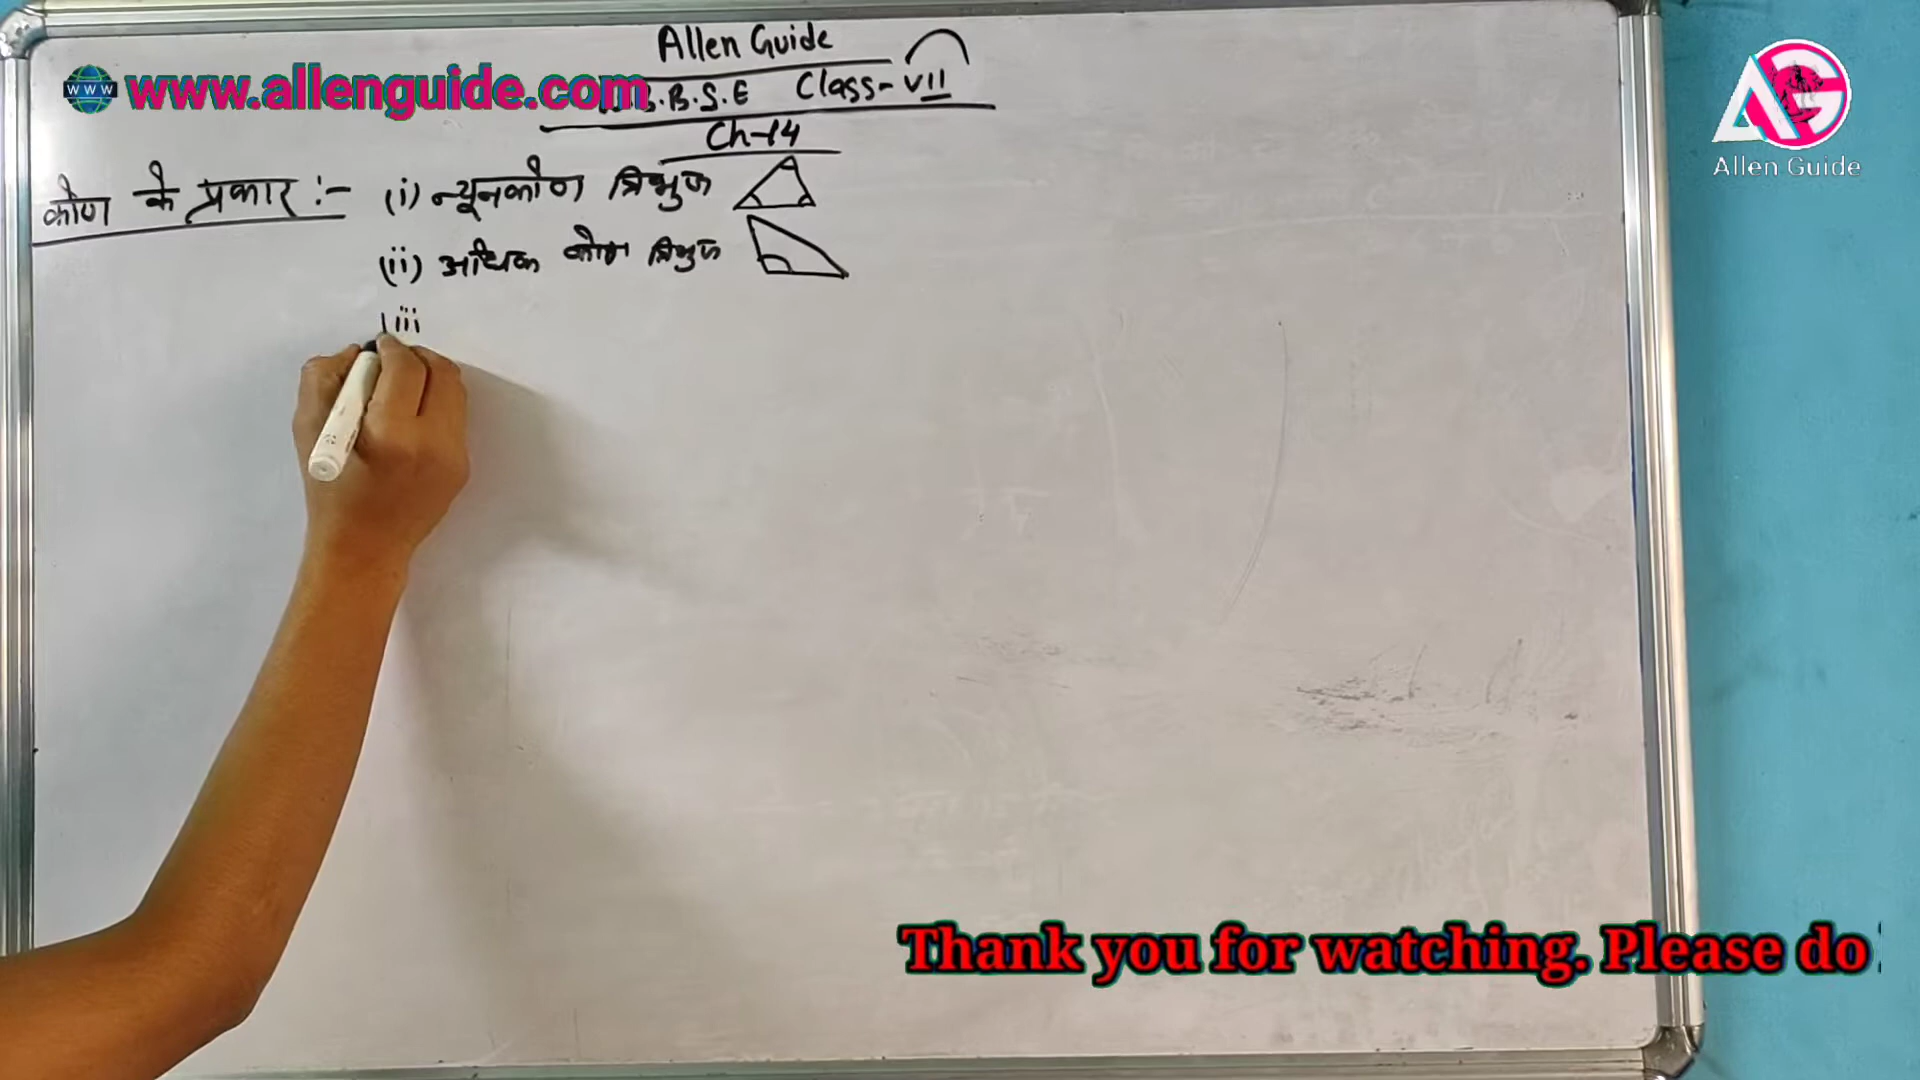 Allen Guide
www.allenguide.com
.B.B.S.E Class-VII
Ch-14
कोण के प्रकार :- (i) न्यूनकोण त्रिभुज
(ii) अधिक कोण त्रिभुज
(iii
Allen Guide
Thank you for watching. Please do